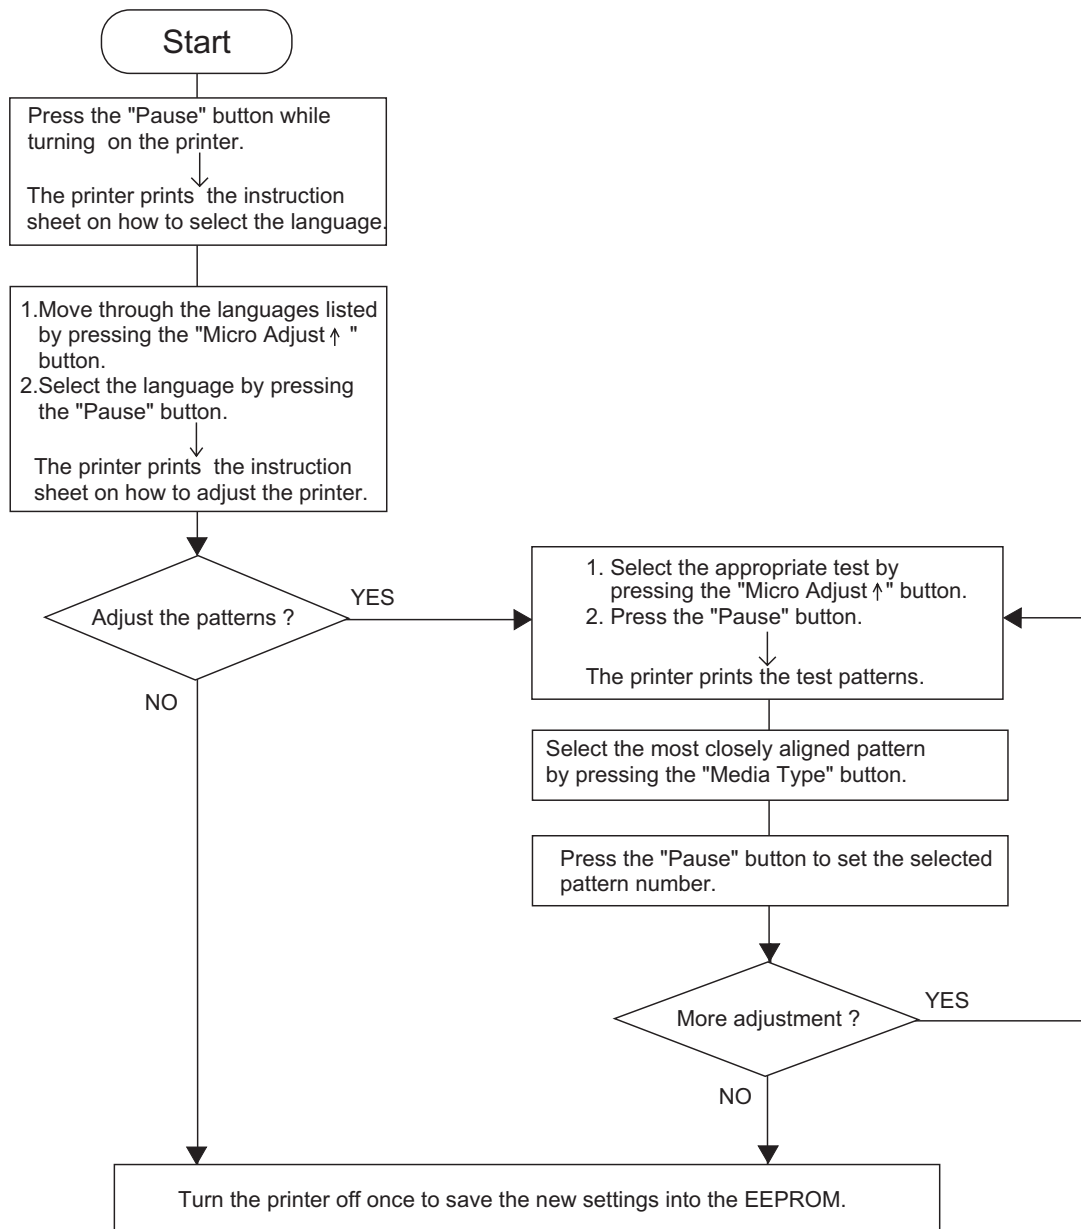 Start
Press the "Pause" button while
turning on the printer.
The printer prints the instruction
sheet on how to select the language.
1.Move through the languages listed
by pressing the "Micro Adjust ↑ "
button.
2.Select the language by pressing
the "Pause" button.
The printer prints the instruction
sheet on how to adjust the printer.
Adjust the patterns ?
YES
NO
1. Select the appropriate test by
pressing the "Micro Adjust ↑" button.
2. Press the "Pause" button.
The printer prints the test patterns.
Select the most closely aligned pattern
by pressing the "Media Type" button.
Press the "Pause" button to set the selected
pattern number.
More adjustment ?
YES
NO
Turn the printer off once to save the new settings into the EEPROM.